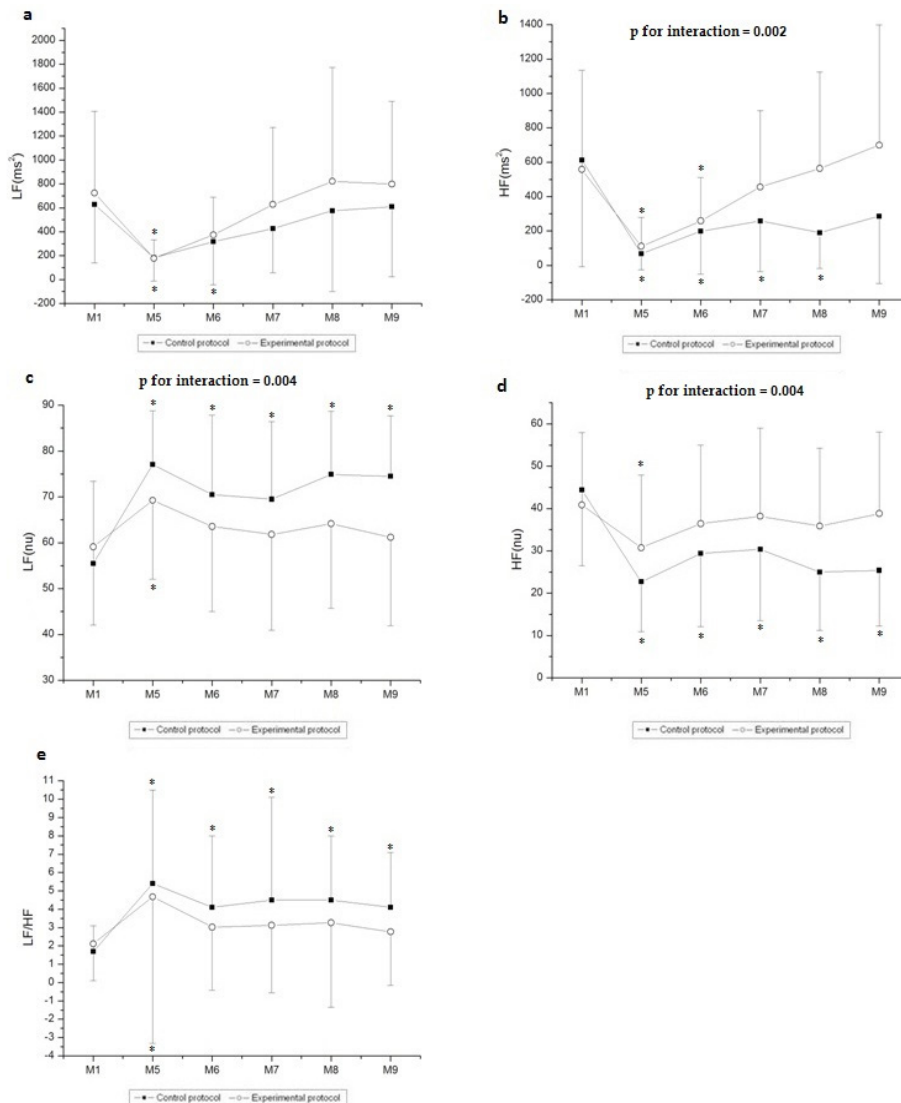 a
2000
1800
1600
1400
1200
1000
800
600
400
200
0
-200
LF(ms²)
*
* *
M1 M5 M6 M7 M8 M9
Control protocol Experimental protocol
b
p for interaction = 0.002
1400
1200
1000
800
600
400
200
0
-200
HF(ms²)
* *
* * * *
M1 M5 M6 M7 M8 M9
Control protocol Experimental protocol
c
p for interaction = 0.004
90
80
70
60
50
40
30
LF(nu)
* * * * *
*
M1 M5 M6 M7 M8 M9
Control protocol Experimental protocol
d
p for interaction = 0.004
60
50
40
30
20
10
0
HF(nu)
*
* * * * *
M1 M5 M6 M7 M8 M9
Control protocol Experimental protocol
e
11
10
9
8
7
6
5
4
3
2
1
0
-1
-2
-3
-4
LF/HF
* * * * *
*
M1 M5 M6 M7 M8 M9
Control protocol Experimental protocol